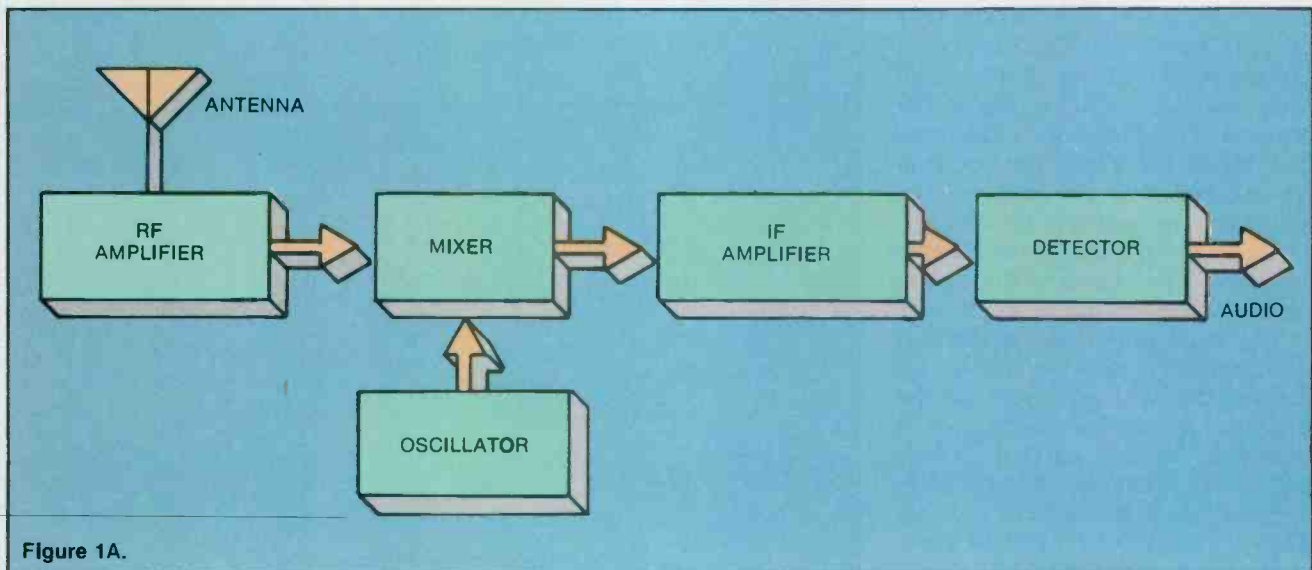 ANTENNA
RF
AMPLIFIER
MIXER
IF
AMPLIFIER
DETECTOR
AUDIO
OSCILLATOR
Figure 1A.